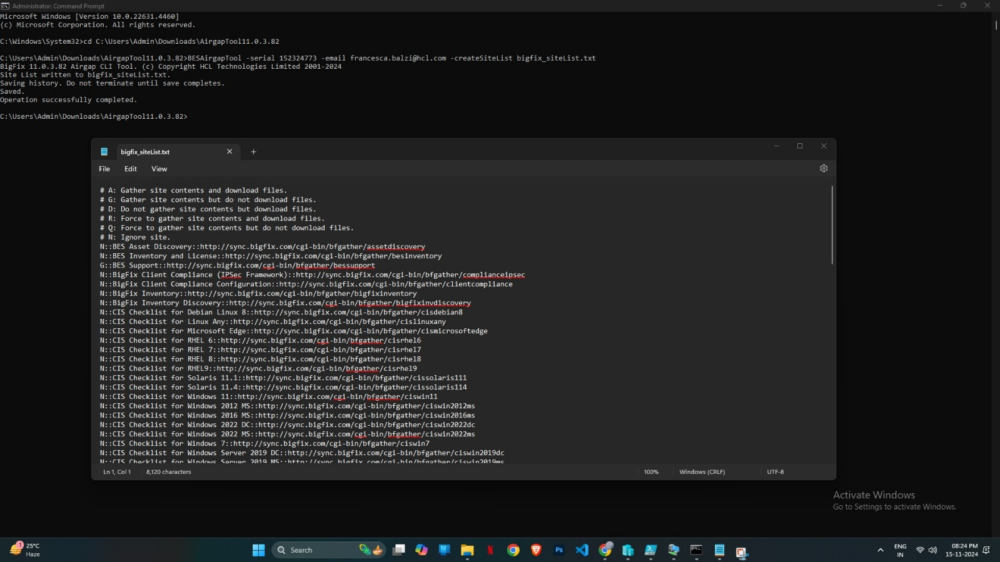 Administrator: Command Prompt
Microsoft Windows [Version 10.0.22631.4460]
(c) Microsoft Corporation. All rights reserved.
C:\Windows\System32>cd C:\Users\Admin\Downloads\AirgapTool11.0.3.82
C:\Users\Admin\Downloads\AirgapTool11.0.3.82>BESAirgapTool -serial 152324773 -email francesca.balzi@hcl.com -createSiteList bigfix_siteList.txt
BigFix 11.0.3.82 Airgap CLI Tool. (c) Copyright HCL Technologies Limited 2001-2024
Site List written to bigfix_siteList.txt.
Saving history. Do not terminate until save completes.
Saved.
Operation successfully completed.
C:\Users\Admin\Downloads\AirgapTool11.0.3.82>
bigfix_siteList.txt
File Edit View
# A: Gather site contents and download files.
# G: Gather site contents but do not download files.
# D: Do not gather site contents but download files.
# R: Force to gather site contents and download files.
# Q: Force to gather site contents but do not download files.
# N: Ignore site.
N::BES Asset Discovery::http://sync.bigfix.com/cgi-bin/bfgather/assetdiscovery
N::BES Inventory and License::http://sync.bigfix.com/cgi-bin/bfgather/besinventory
G::BES Support::http://sync.bigfix.com/cgi-bin/bfgather/bessupport
N::BigFix Client Compliance (IPSec Framework)::http://sync.bigfix.com/cgi-bin/bfgather/complianceipsec
N::BigFix Client Compliance Configuration::http://sync.bigfix.com/cgi-bin/bfgather/clientcompliance
N::BigFix Inventory::http://sync.bigfix.com/cgi-bin/bfgather/bigfixinventory
N::BigFix Inventory Discovery::http://sync.bigfix.com/cgi-bin/bfgather/bigfixinvdiscovery
N::CIS Checklist for Debian Linux 8::http://sync.bigfix.com/cgi-bin/bfgather/cisdebian8
N::CIS Checklist for Linux Any::http://sync.bigfix.com/cgi-bin/bfgather/cislinuxany
N::CIS Checklist for Microsoft Edge::http://sync.bigfix.com/cgi-bin/bfgather/cismicrosoftedge
N::CIS Checklist for RHEL 6::http://sync.bigfix.com/cgi-bin/bfgather/cisrhel6
N::CIS Checklist for RHEL 7::http://sync.bigfix.com/cgi-bin/bfgather/cisrhel7
N::CIS Checklist for RHEL 8::http://sync.bigfix.com/cgi-bin/bfgather/cisrhel8
N::CIS Checklist for RHEL9::http://sync.bigfix.com/cgi-bin/bfgather/cisrhel9
N::CIS Checklist for Solaris 11.1::http://sync.bigfix.com/cgi-bin/bfgather/cissolaris111
N::CIS Checklist for Solaris 11.4::http://sync.bigfix.com/cgi-bin/bfgather/cissolaris114
N::CIS Checklist for Windows 11::http://sync.bigfix.com/cgi-bin/bfgather/ciswin11
N::CIS Checklist for Windows 2012 MS::http://sync.bigfix.com/cgi-bin/bfgather/ciswin2012ms
N::CIS Checklist for Windows 2016 MS::http://sync.bigfix.com/cgi-bin/bfgather/ciswin2016ms
N::CIS Checklist for Windows 2022 DC::http://sync.bigfix.com/cgi-bin/bfgather/ciswin2022dc
N::CIS Checklist for Windows 2022 MS::http://sync.bigfix.com/cgi-bin/bfgather/ciswin2022ms
N::CIS Checklist for Windows 7::http://sync.bigfix.com/cgi-bin/bfgather/ciswin7
N::CIS Checklist for Windows Server 2019 DC::http://sync.bigfix.com/cgi-bin/bfgather/ciswin2019dc
N::CIS Checklist for Windows Server 2019 MS::http://sync.bigfix.com/cgi-bin/bfgather/ciswin2019ms
Ln 1, Col 1 8,120 characters 100% Windows (CRLF) UTF-8
Activate Windows
Go to Settings to activate Windows.
1
25°C
Haze
Search
N
Ps
ENG
IN
08:24 PM
15-11-2024